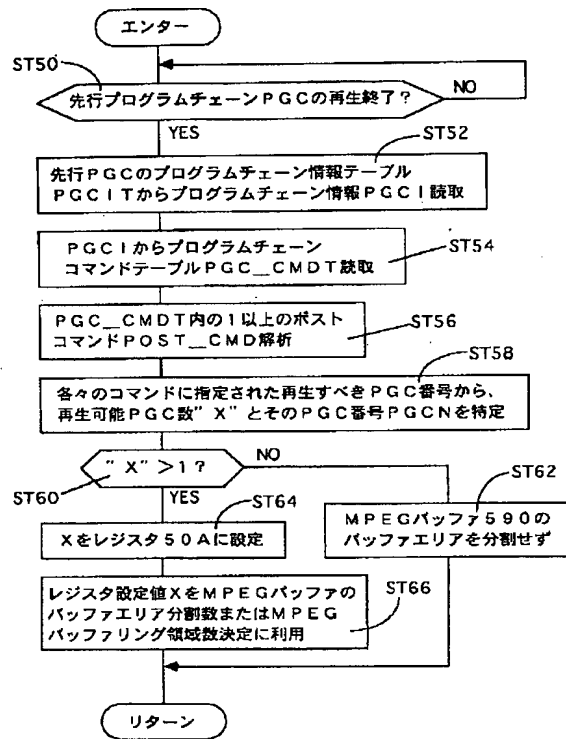 エンター
ST50
先行プログラムチェーンPGCの再生終了?
NO
YES
ST52
先行PGCのプログラムチェーン情報テーブル
PGCITからプログラムチェーン情報PGCI読取
PGCIからプログラムチェーン
コマンドテーブルPGC_CMDT読取
ST54
PGC_CMDT内の1以上のポスト
コマンドPOST_CMD解析
ST56
ST58
各々のコマンドに指定された再生すべきPGC番号から、
再生可能PGC数"X"とそのPGC番号PGCNを特定
"X">1?
NO
ST60
YES
ST62
ST64
MPEGバッファ590の
バッファエリアを分割せず
Xをレジスタ50Aに設定
レジスタ設定値XをMPEGバッファの
バッファエリア分割数またはMPEG
バッファリング領域数決定に利用
ST66
リターン